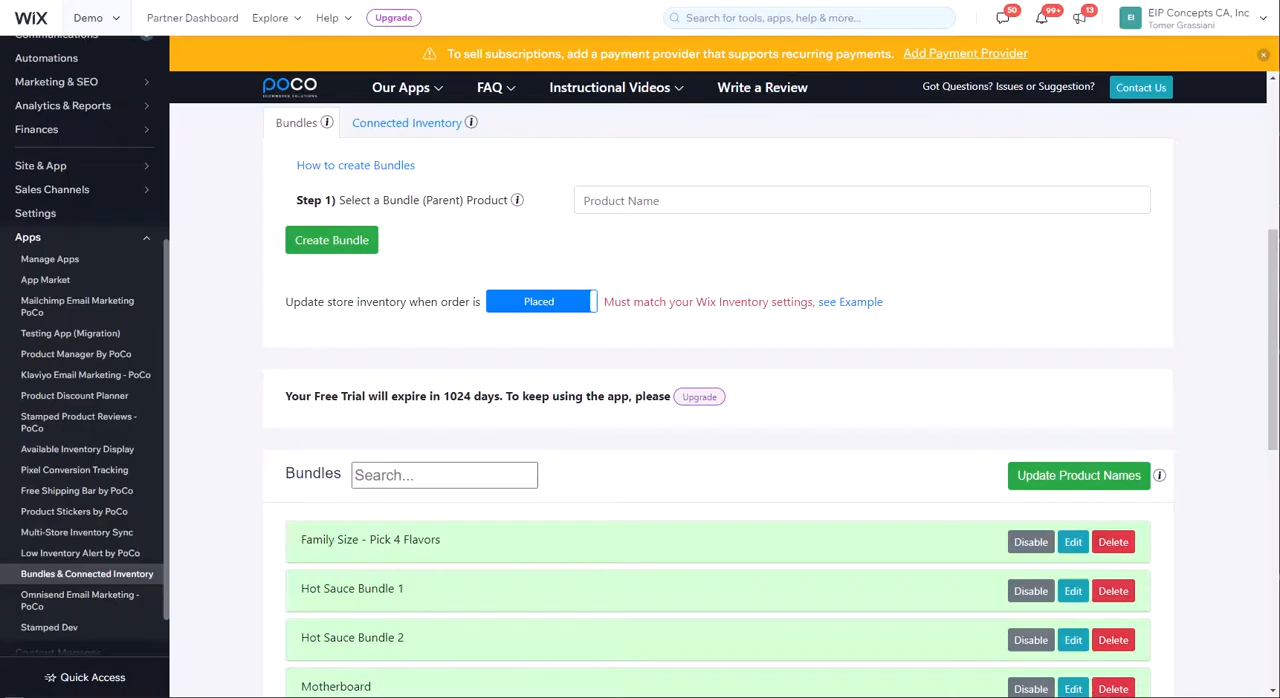 WiX
Demo
Partner Dashboard
Explore
Help
Upgrade
Search for tools, apps, help & more...
50
99+
13
EI
EIP Concepts CA, Inc
Tomer Grassiani
Communications
Automations
Marketing & SEO
Analytics & Reports
Finances
Site & App
Sales Channels
Settings
Apps
Manage Apps
App Market
Mailchimp Email Marketing
PoCo
Testing App (Migration)
Product Manager By PoCo
Klaviyo Email Marketing - PoCo
Product Discount Planner
Stamped Product Reviews -
PoCo
Available Inventory Display
Pixel Conversion Tracking
Free Shipping Bar by PoCo
Product Stickers by PoCo
Multi-Store Inventory Sync
Low Inventory Alert by PoCo
Bundles & Connected Inventory
Omnisend Email Marketing -
PoCo
Stamped Dev
Content Manager
Quick Access
To sell subscriptions, add a payment provider that supports recurring payments. Add Payment Provider
poco
Our Apps
FAQ
Instructional Videos
Write a Review
Got Questions? Issues or Suggestion?
Contact Us
Bundles
Connected Inventory
How to create Bundles
Step 1) Select a Bundle (Parent) Product
Product Name
Create Bundle
Update store inventory when order is Placed Must match your Wix Inventory settings, see Example
Your Free Trial will expire in 1024 days. To keep using the app, please Upgrade
Bundles
Search...
Update Product Names
Family Size - Pick 4 Flavors
Disable Edit Delete
Hot Sauce Bundle 1
Disable Edit Delete
Hot Sauce Bundle 2
Disable Edit Delete
Motherboard
Disable Edit Delete